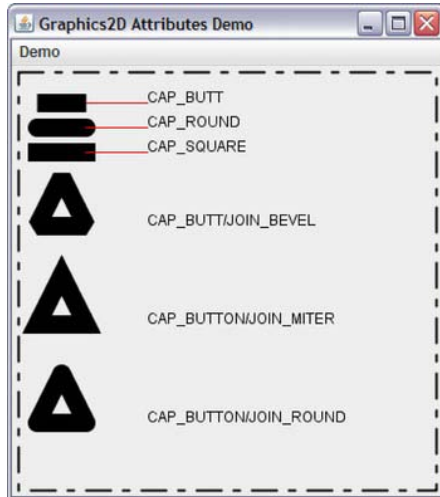 Graphics2D Attributes Demo
Demo
CAP_BUTT
CAP_ROUND
CAP_SQUARE
CAP_BUTT/JOIN_BEVEL
CAP_BUTTON/JOIN_MITER
CAP_BUTTON/JOIN_ROUND